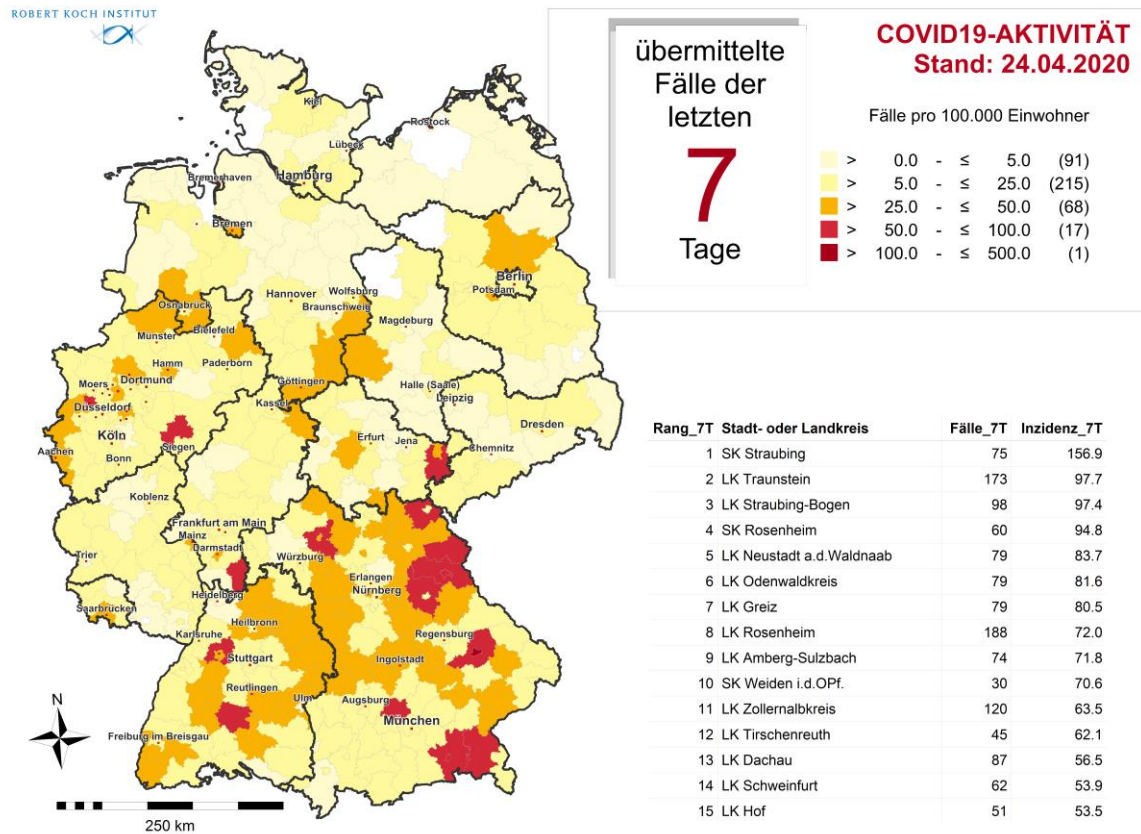 ROBERT KOCH INSTITUT
übermittelte
Fälle der
letzten
7
Tage
COVID19-AKTIVITÄT
Stand: 24.04.2020
Fälle pro 100.000 Einwohner
> 0.0 - ≤ 5.0 (91)
> 5.0 - ≤ 25.0 (215)
> 25.0 - ≤ 50.0 (68)
> 50.0 - ≤ 100.0 (17)
> 100.0 - ≤ 500.0 (1)
Kiel
Rostock
Lübeck
Hamburg
Bremerhaven
Bremen
Berlin
Potsdam
Hannover
Wolfsburg
Braunschweig
Osnabrück
Magdeburg
Bielefeld
Münster
Paderborn
Hamm
Moers
Dortmund
Göttingen
Halle (Saale)
Leipzig
Düsseldorf
Kassel
Dresden
Köln
Siegen
Erfurt
Jena
Chemnitz
Aachen
Bonn
Koblenz
Frankfurt am Main
Mainz
Darmstadt
Würzburg
Trier
Erlangen
Nürnberg
Heidelberg
Saarbrücken
Heilbronn
Karlsruhe
Regensburg
Stuttgart
Ingolstadt
Reutlingen
Ulm
Augsburg
München
Freiburg im Breisgau
N
250 km
Rang_7T Stadt- oder Landkreis Fälle_7T Inzidenz_7T
1 SK Straubing 75 156.9
2 LK Traunstein 173 97.7
3 LK Straubing-Bogen 98 97.4
4 SK Rosenheim 60 94.8
5 LK Neustadt a.d.Waldnaab 79 83.7
6 LK Odenwaldkreis 79 81.6
7 LK Greiz 79 80.5
8 LK Rosenheim 188 72.0
9 LK Amberg-Sulzbach 74 71.8
10 SK Weiden i.d.OPf. 30 70.6
11 LK Zollernalbkreis 120 63.5
12 LK Tirschenreuth 45 62.1
13 LK Dachau 87 56.5
14 LK Schweinfurt 62 53.9
15 LK Hof 51 53.5